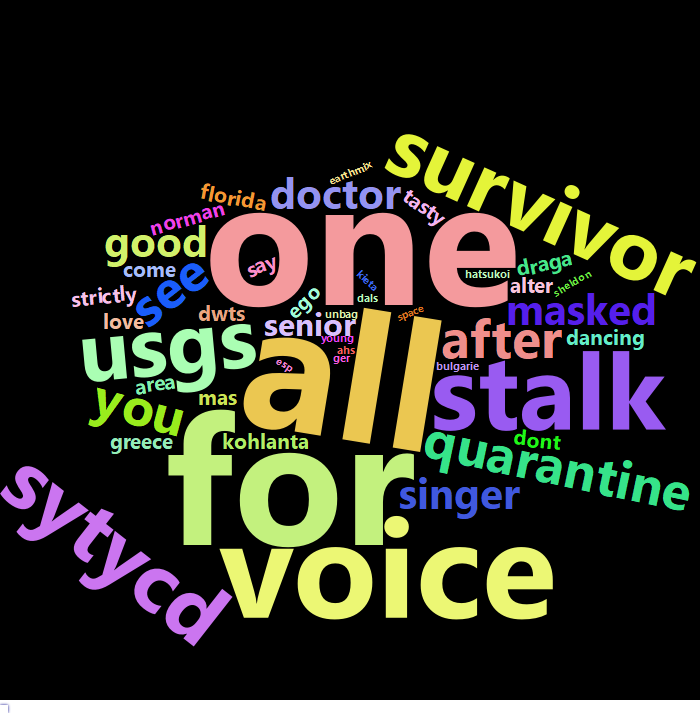 survivor
earthmix
florida
doctor
tasty
norman
one
good
say
come
see
hatsukoi
draga
sheldon
kieta
alter
strictly
ego
dals
space
masked
love
dwts
unbag
senior
usgs
all
young
after
dancing
ahs
ger
esp
bulgarie
area
stalk
you
mas
greece
kohlanta
dont
quarantine
for
singer
sytycd
voice